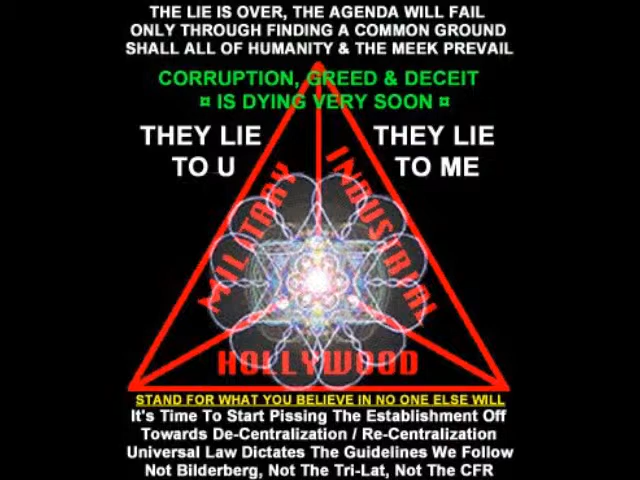 THE LIE IS OVER, THE AGENDA WILL FAIL
ONLY THROUGH FINDING A COMMON GROUND
SHALL ALL OF HUMANITY & THE MEEK PREVAIL
CORRUPTION, GREED & DECEIT
¤ IS DYING VERY SOON ¤
THEY LIE
TO U
THEY LIE
TO ME
MILITARY
INDUSTRIAL
HOLLYWOOD
STAND FOR WHAT YOU BELIEVE IN NO ONE ELSE WILL
It's Time To Start Pissing The Establishment Off
Towards De-Centralization / Re-Centralization
Universal Law Dictates The Guidelines We Follow
Not Bilderberg, Not The Tri-Lat, Not The CFR